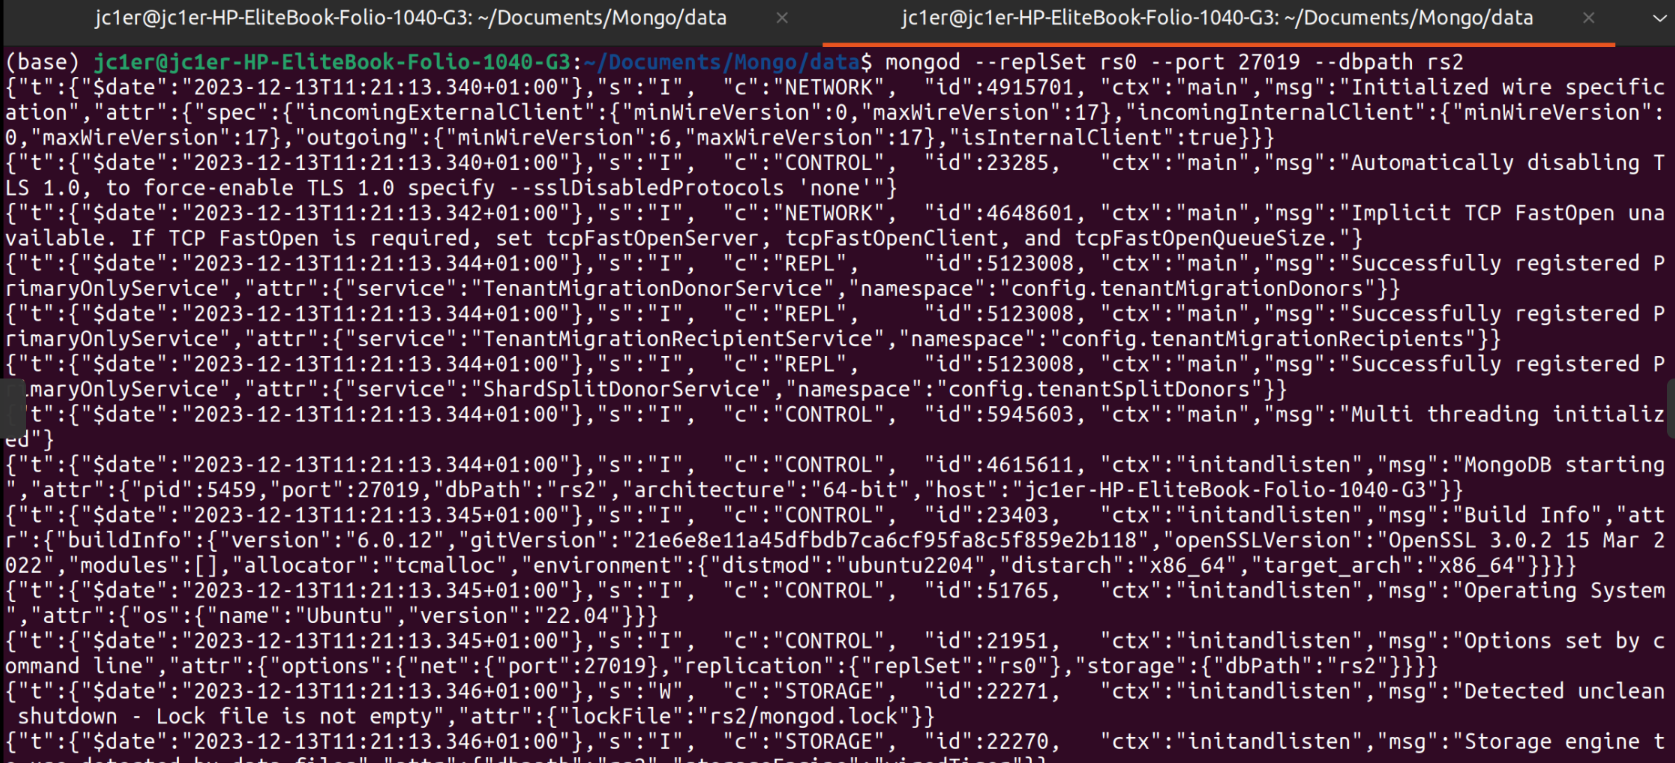 jc1er@jc1er-HP-EliteBook-Folio-1040-G3: ~/Documents/Mongo/data
jc1er@jc1er-HP-EliteBook-Folio-1040-G3: ~/Documents/Mongo/data
(base) jc1er@jc1er-HP-EliteBook-Folio-1040-G3:~/Documents/Mongo/data$ mongod --replSet rs0 --port 27019 --dbpath rs2
{"t":{"$date":"2023-12-13T11:21:13.340+01:00"},"s":"I",  "c":"NETWORK",  "id":4915701, "ctx":"main","msg":"Initialized wire specific
ation","attr":{"spec":{"incomingExternalClient":{"minWireVersion":0,"maxWireVersion":17},"incomingInternalClient":{"minWireVersion":
0,"maxWireVersion":17},"outgoing":{"minWireVersion":6,"maxWireVersion":17},"isInternalClient":true}}}
{"t":{"$date":"2023-12-13T11:21:13.340+01:00"},"s":"I",  "c":"CONTROL",  "id":23285,   "ctx":"main","msg":"Automatically disabling T
LS 1.0, to force-enable TLS 1.0 specify --sslDisabledProtocols 'none'"}
{"t":{"$date":"2023-12-13T11:21:13.342+01:00"},"s":"I",  "c":"NETWORK",  "id":4648601, "ctx":"main","msg":"Implicit TCP FastOpen una
vailable. If TCP FastOpen is required, set tcpFastOpenServer, tcpFastOpenClient, and tcpFastOpenQueueSize."}
{"t":{"$date":"2023-12-13T11:21:13.344+01:00"},"s":"I",  "c":"REPL",     "id":5123008, "ctx":"main","msg":"Successfully registered P
rimaryOnlyService","attr":{"service":"TenantMigrationDonorService","namespace":"config.tenantMigrationDonors"}}
{"t":{"$date":"2023-12-13T11:21:13.344+01:00"},"s":"I",  "c":"REPL",     "id":5123008, "ctx":"main","msg":"Successfully registered P
rimaryOnlyService","attr":{"service":"TenantMigrationRecipientService","namespace":"config.tenantMigrationRecipients"}}
{"t":{"$date":"2023-12-13T11:21:13.344+01:00"},"s":"I",  "c":"REPL",     "id":5123008, "ctx":"main","msg":"Successfully registered P
rimaryOnlyService","attr":{"service":"ShardSplitDonorService","namespace":"config.tenantSplitDonors"}}
{"t":{"$date":"2023-12-13T11:21:13.344+01:00"},"s":"I",  "c":"CONTROL",  "id":5945603, "ctx":"main","msg":"Multi threading initializ
ed"}
{"t":{"$date":"2023-12-13T11:21:13.344+01:00"},"s":"I",  "c":"CONTROL",  "id":4615611, "ctx":"initandlisten","msg":"MongoDB starting
","attr":{"pid":5459,"port":27019,"dbPath":"rs2","architecture":"64-bit","host":"jc1er-HP-EliteBook-Folio-1040-G3"}}
{"t":{"$date":"2023-12-13T11:21:13.345+01:00"},"s":"I",  "c":"CONTROL",  "id":23403,   "ctx":"initandlisten","msg":"Build Info","att
r":{"buildInfo":{"version":"6.0.12","gitVersion":"21e6e8e11a45dfbdb7ca6cf95fa8c5f859e2b118","openSSLVersion":"OpenSSL 3.0.2 15 Mar 2
022","modules":[],"allocator":"tcmalloc","environment":{"distmod":"ubuntu2204","distarch":"x86_64","target_arch":"x86_64"}}}}
{"t":{"$date":"2023-12-13T11:21:13.345+01:00"},"s":"I",  "c":"CONTROL",  "id":51765,   "ctx":"initandlisten","msg":"Operating System
","attr":{"os":{"name":"Ubuntu","version":"22.04"}}}
{"t":{"$date":"2023-12-13T11:21:13.345+01:00"},"s":"I",  "c":"CONTROL",  "id":21951,   "ctx":"initandlisten","msg":"Options set by c
ommand line","attr":{"options":{"net":{"port":27019},"replication":{"replSet":"rs0"},"storage":{"dbPath":"rs2"}}}}
{"t":{"$date":"2023-12-13T11:21:13.346+01:00"},"s":"W",  "c":"STORAGE",  "id":22271,   "ctx":"initandlisten","msg":"Detected unclean
 shutdown - Lock file is not empty","attr":{"lockFile":"rs2/mongod.lock"}}
{"t":{"$date":"2023-12-13T11:21:13.346+01:00"},"s":"I",  "c":"STORAGE",  "id":22270,   "ctx":"initandlisten","msg":"Storage engine t